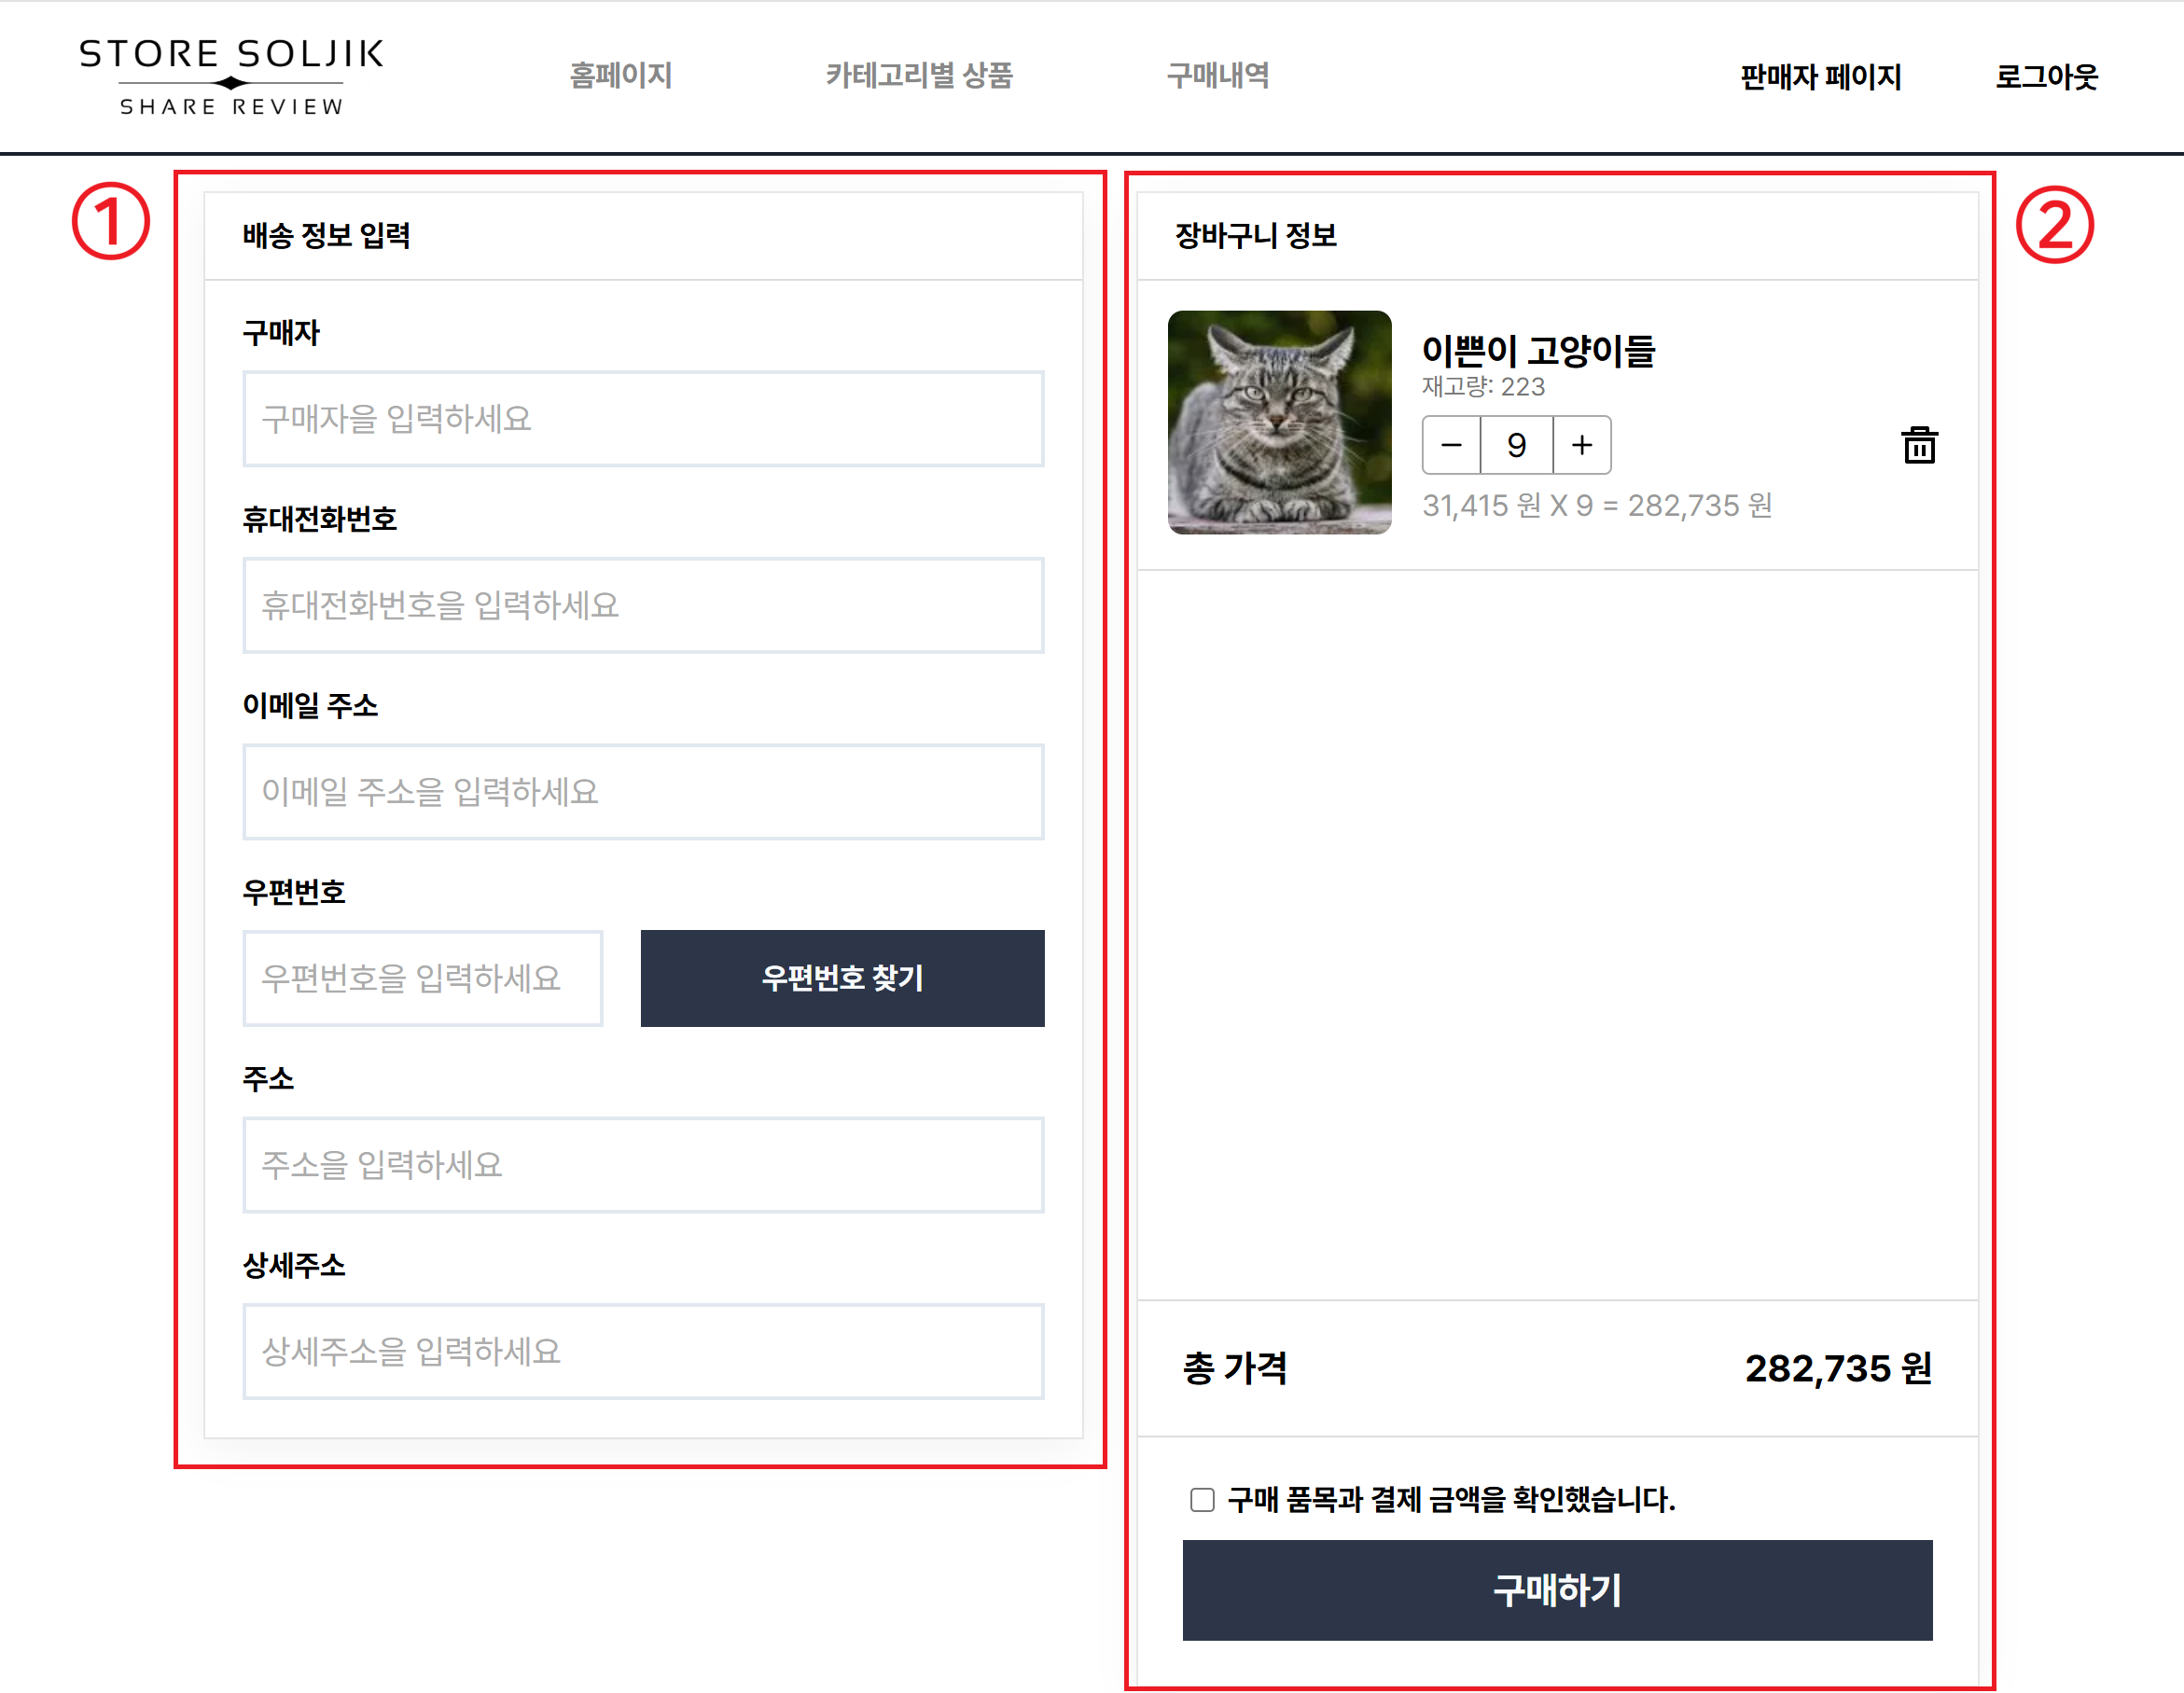 STORE SOLJIK
SHARE REVIEW
홈페이지
카테고리별 상품
구매내역
판매자 페이지
로그아웃
①
배송 정보 입력
구매자
구매자을 입력하세요
휴대전화번호
휴대전화번호을 입력하세요
이메일 주소
이메일 주소을 입력하세요
우편번호
우편번호을 입력하세요
우편번호 찾기
주소
주소을 입력하세요
상세주소
상세주소을 입력하세요
②
장바구니 정보
이쁜이 고양이들
재고량: 223
− 9 +
31,415 원 X 9 = 282,735 원
총 가격
282,735 원
구매 품목과 결제 금액을 확인했습니다.
구매하기